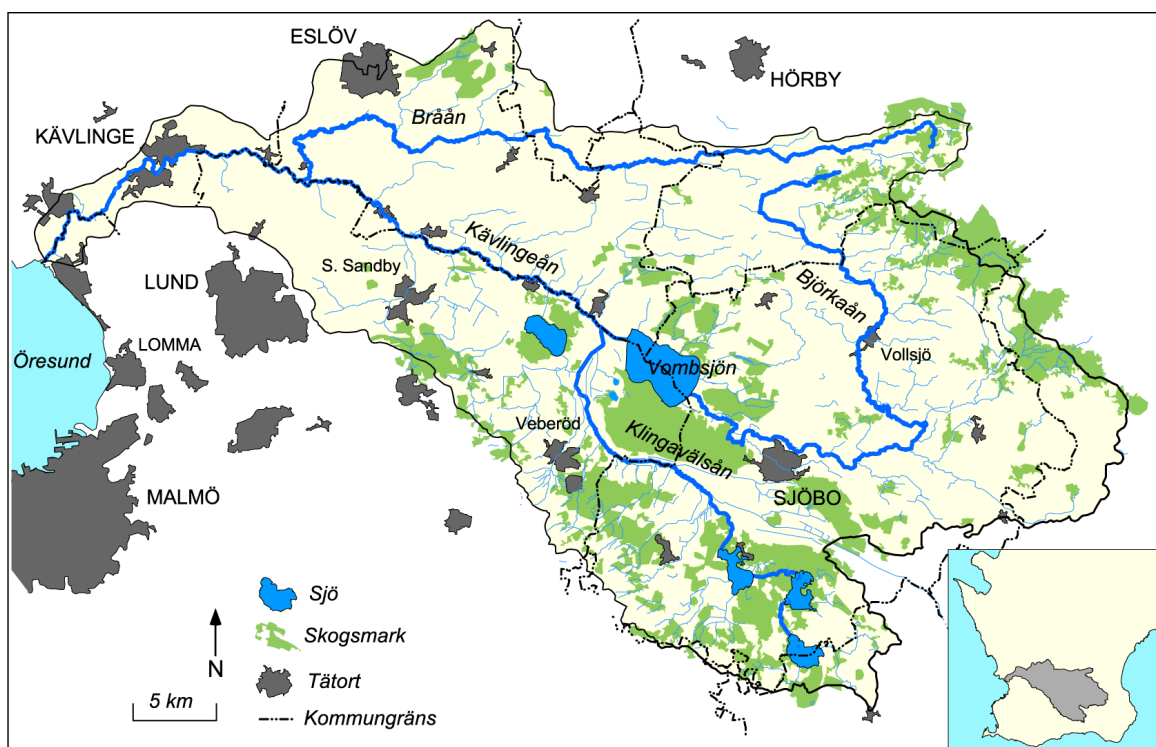 ESLÖV
HÖRBY
Bråån
KÄVLINGE
Kävlingeån
S. Sandby
LUND
Björkaån
Öresund
LOMMA
Vombsjön
Vollsjö
Veberöd
Klingavälsån
MALMÖ
SJÖBO
Sjö
Skogsmark
N
Tätort
5 km
Kommungräns